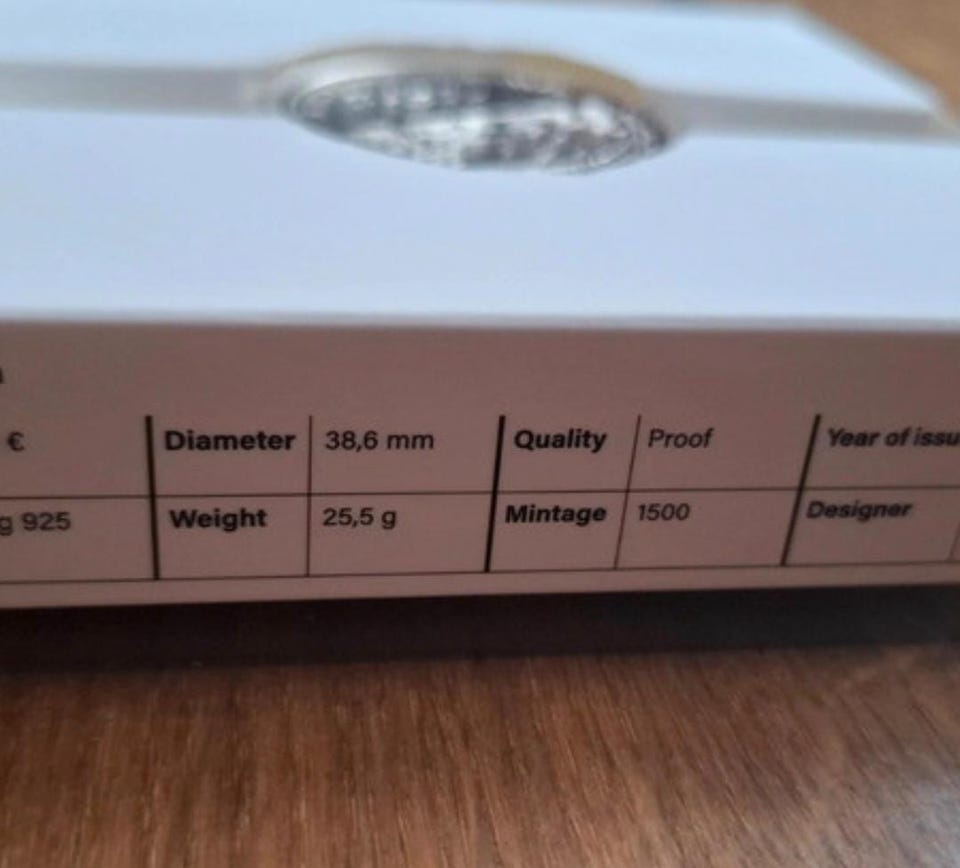 € Diameter 38,6 mm Quality Proof Year of issu
g 925 Weight 25,5 g Mintage 1500 Designer